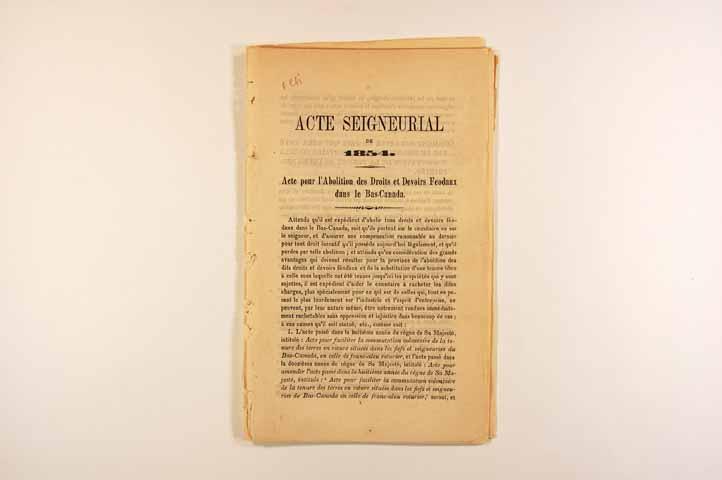 ACTE SEIGNEURIAL
DE
1854.
Acte pour l'Abolition des Droits et Devoirs Feodaux
dans le Bas-Canada.
Attendu qu'il est expédient d'abolir tous droits et devoirs féo-
daux dans le Bas-Canada, soit qu'ils portent sur le censitaire ou sur
le seigneur, et d'assurer une compensation raisonnable au dernier
pour tout droit lucratif qu'il possède aujourd'hui légalement, et qu'il
perdra par telle abolition; et attendu qu'en considération des grands
avantages qui doivent résulter pour la province de l'abolition des
dits droits et devoirs féodaux et de la substitution d'une tenure libre
à celle sous laquelle ont été tenues jusqu'ici les propriétés qui y sont
sujettes, il est expédient d'aider le censitaire à racheter les dites
charges, plus spécialement pour ce qui est de celles qui, tout en pe-
sant le plus lourdement sur l'industrie et l'esprit d'entreprise, ne
peuvent, par leur nature même, être autrement rendues immédiate-
ment rachetables sans oppression et injustice dans beaucoup de cas:
à ces causes qu'il soit statué, etc., comme suit:
1. L'acte passé dans la huitième année du règne de Sa Majesté,
intitulé: Acte pour faciliter la commutation volontaire de la te-
nure des terres en roture situées dans les fiefs et seigneuries du
Bas-Canada, en celle de franc-aleu roturier, et l'acte passé dans
la douzième année du règne de Sa Majesté, intitulé: Acte pour
amender l'acte passé dans la huitième année du règne de Sa Ma-
jesté, intitulé: " Acte pour faciliter la commutation volontaire
de la tenure des terres en roture situées dans les fiefs et seigneu-
ries du Bas-Canada en celle de franc-aleu roturier," seront, et